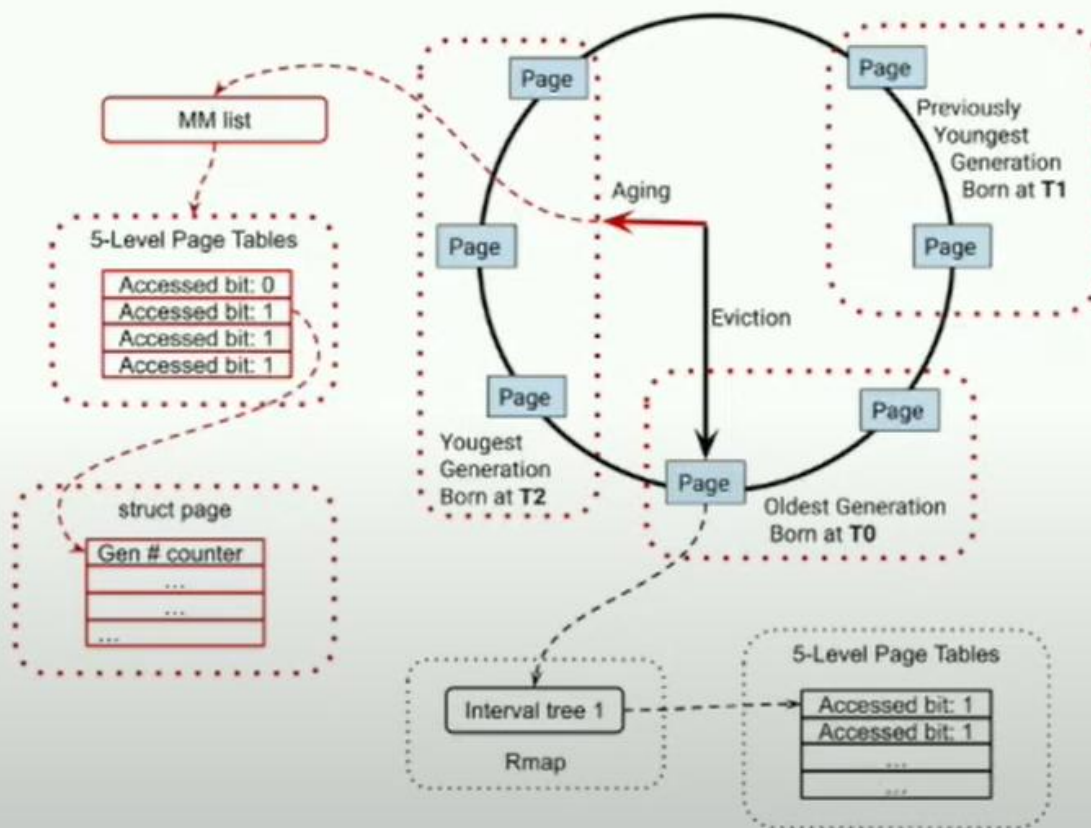 Page
Page
MM list
Previously
Youngest
Generation
Born at T1
Aging
5-Level Page Tables
Page
Page
Accessed bit: 0
Accessed bit: 1
Accessed bit: 1
Accessed bit: 1
Eviction
Page
Page
Yougest
Generation
Born at T2
Page
Oldest Generation
Born at T0
struct page
Gen # counter
...
...
...
5-Level Page Tables
Interval tree 1
Rmap
Accessed bit: 1
Accessed bit: 1
...
...